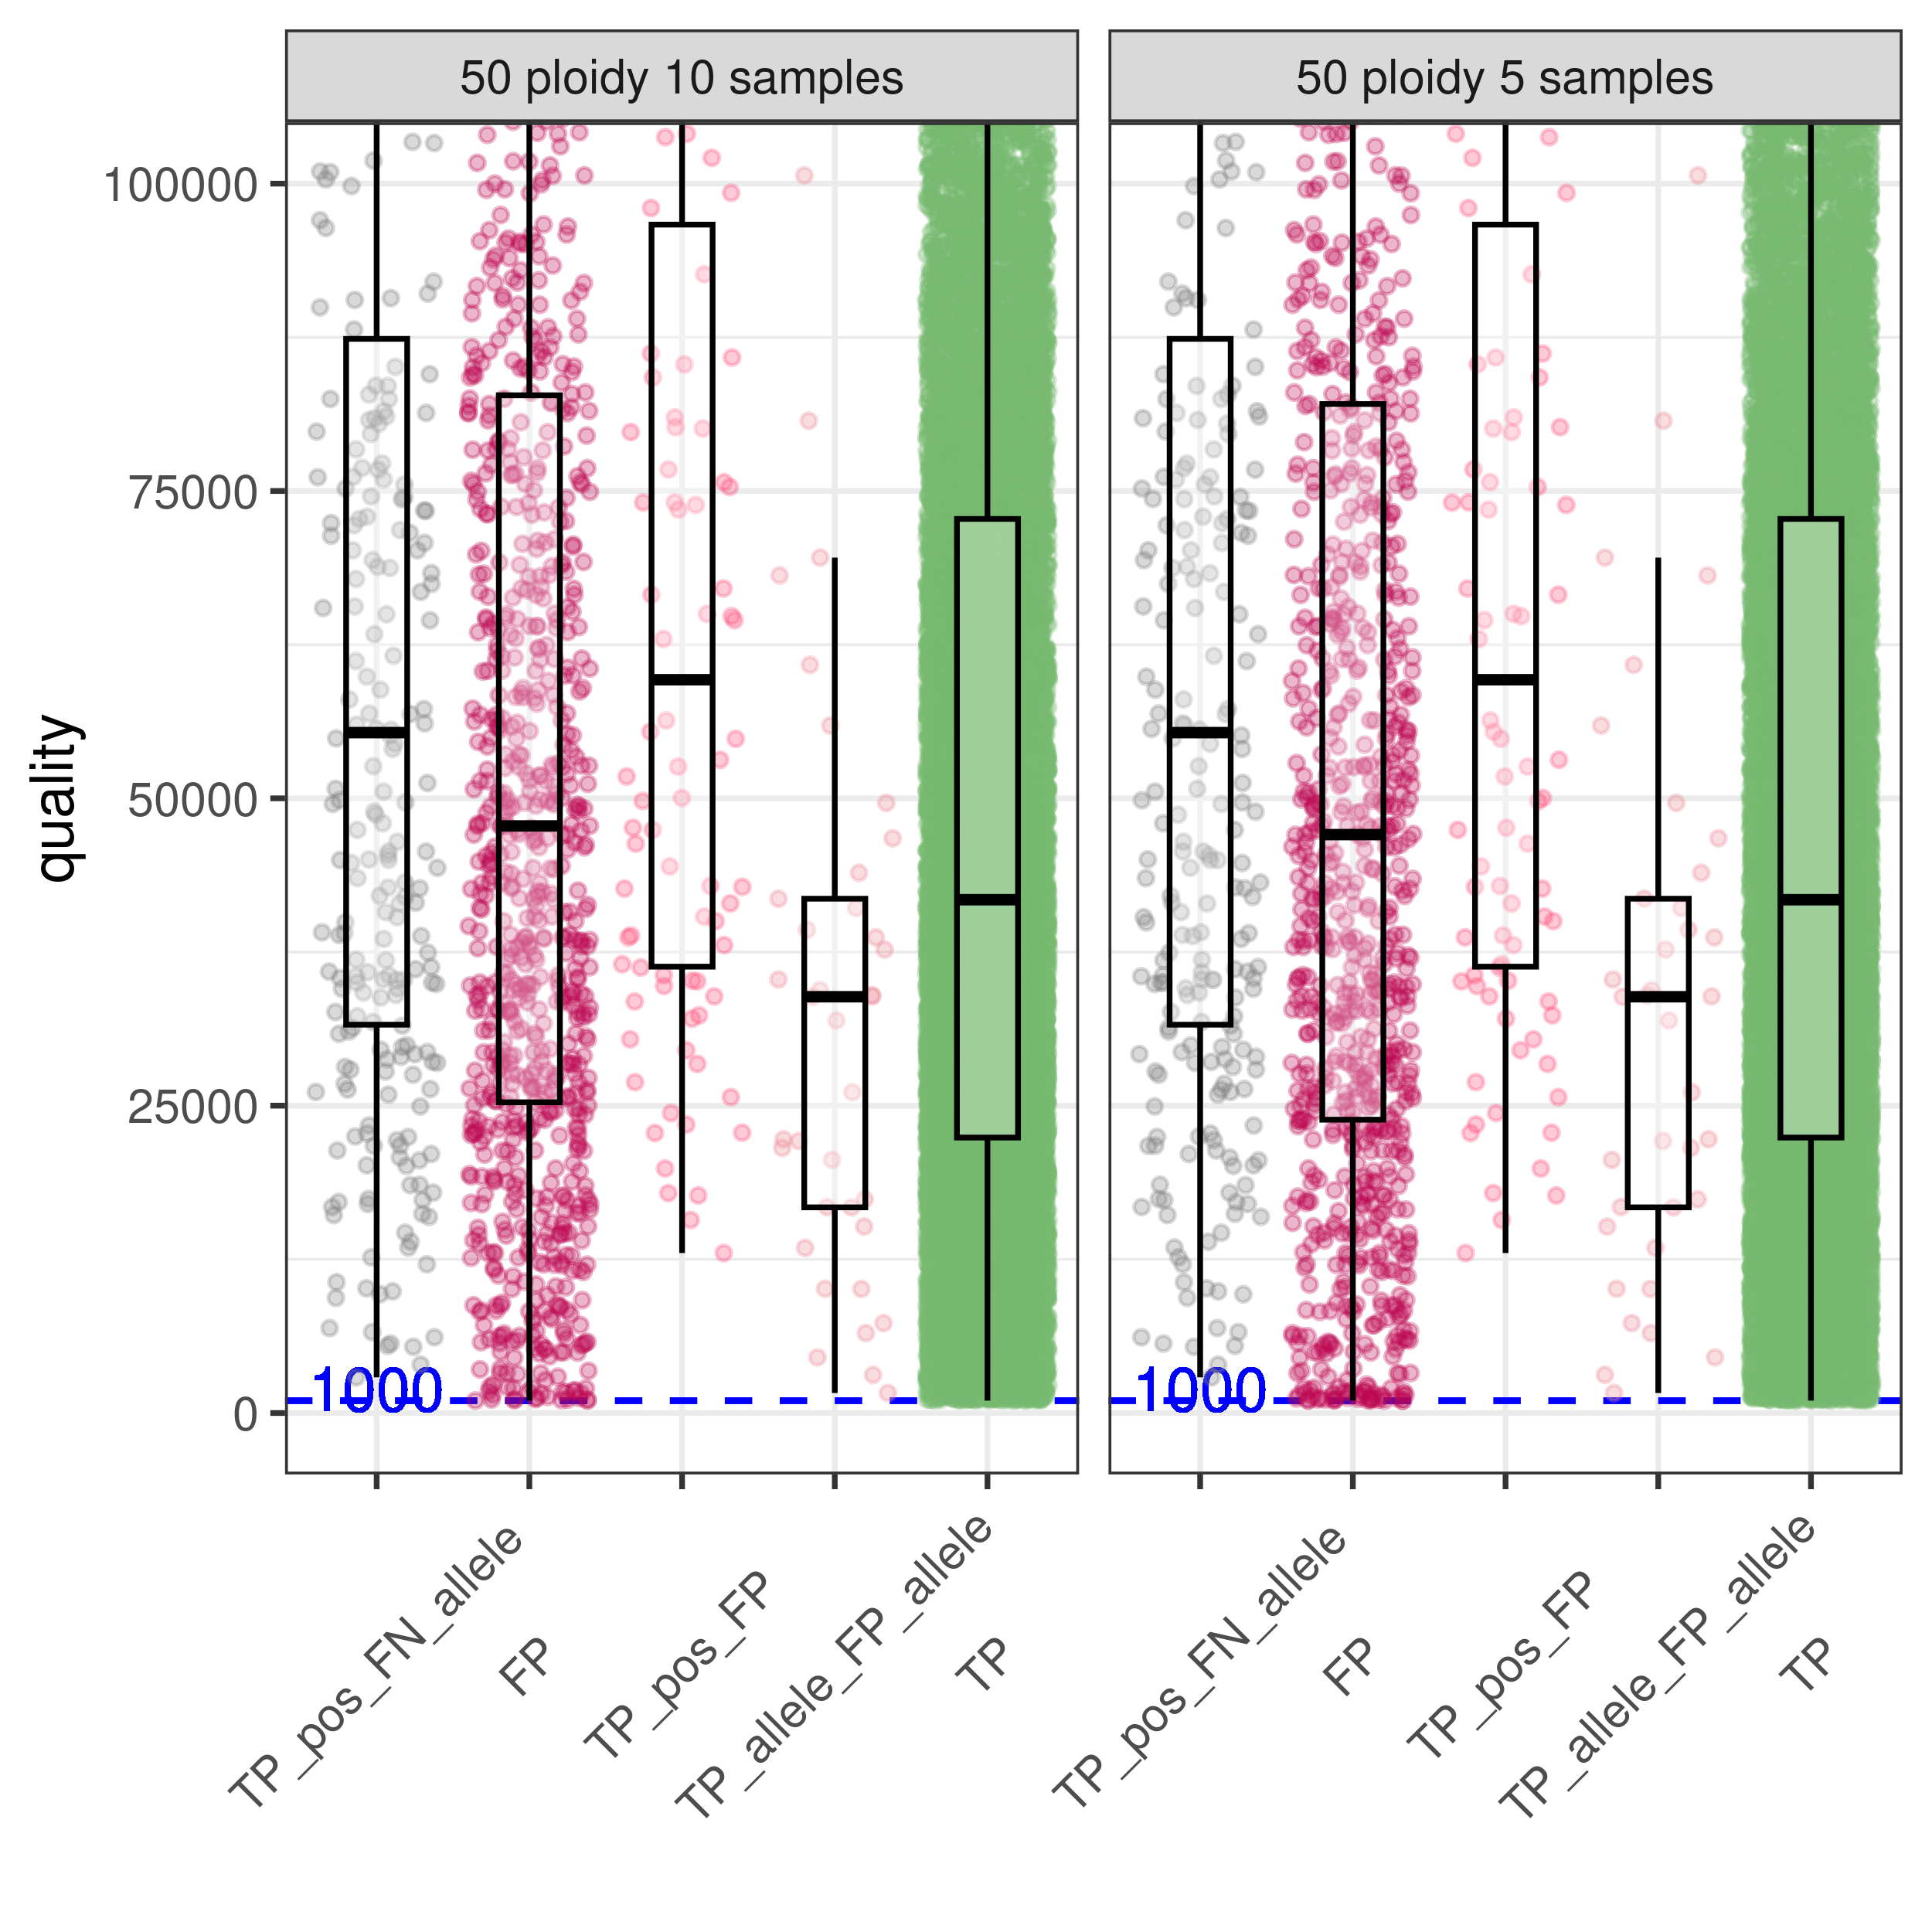 50 ploidy 10 samples
50 ploidy 5 samples
quality
100000
75000
50000
25000
0
1000
1000
TP_pos_FN_allele
FP
TP_pos_FP
TP_allele_FP_allele
TP
TP_pos_FN_allele
FP
TP_pos_FP
TP_allele_FP_allele
TP